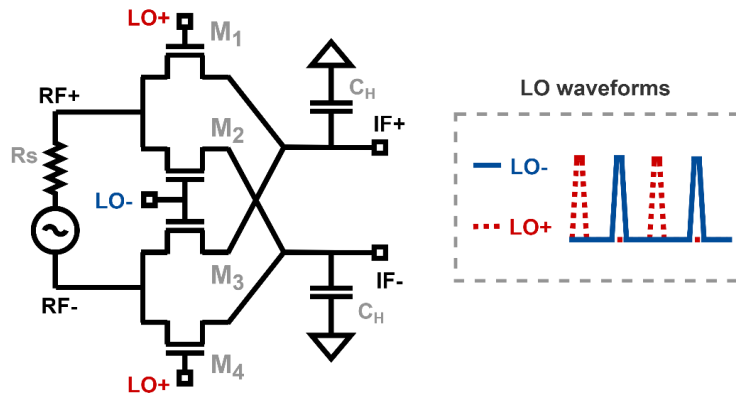 LO+
M1
RF+
CH
IF+
M2
Rs
LO-
M3
IF-
RF-
CH
M4
LO+
LO waveforms
LO-
LO+